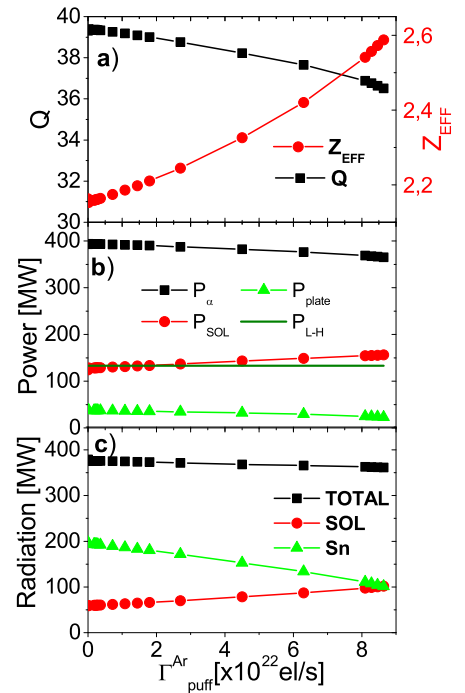 40
38
36
34
32
30
Q
a)
2,6
2,4
2,2
Z_EFF
Z_EFF
Q
400
300
200
100
0
Power [MW]
b)
P_α
P_plate
P_SOL
P_L-H
400
300
200
100
0
Radiation [MW]
c)
TOTAL
SOL
Sn
0 2 4 6 8
Γ^Ar_puff[x10^22el/s]